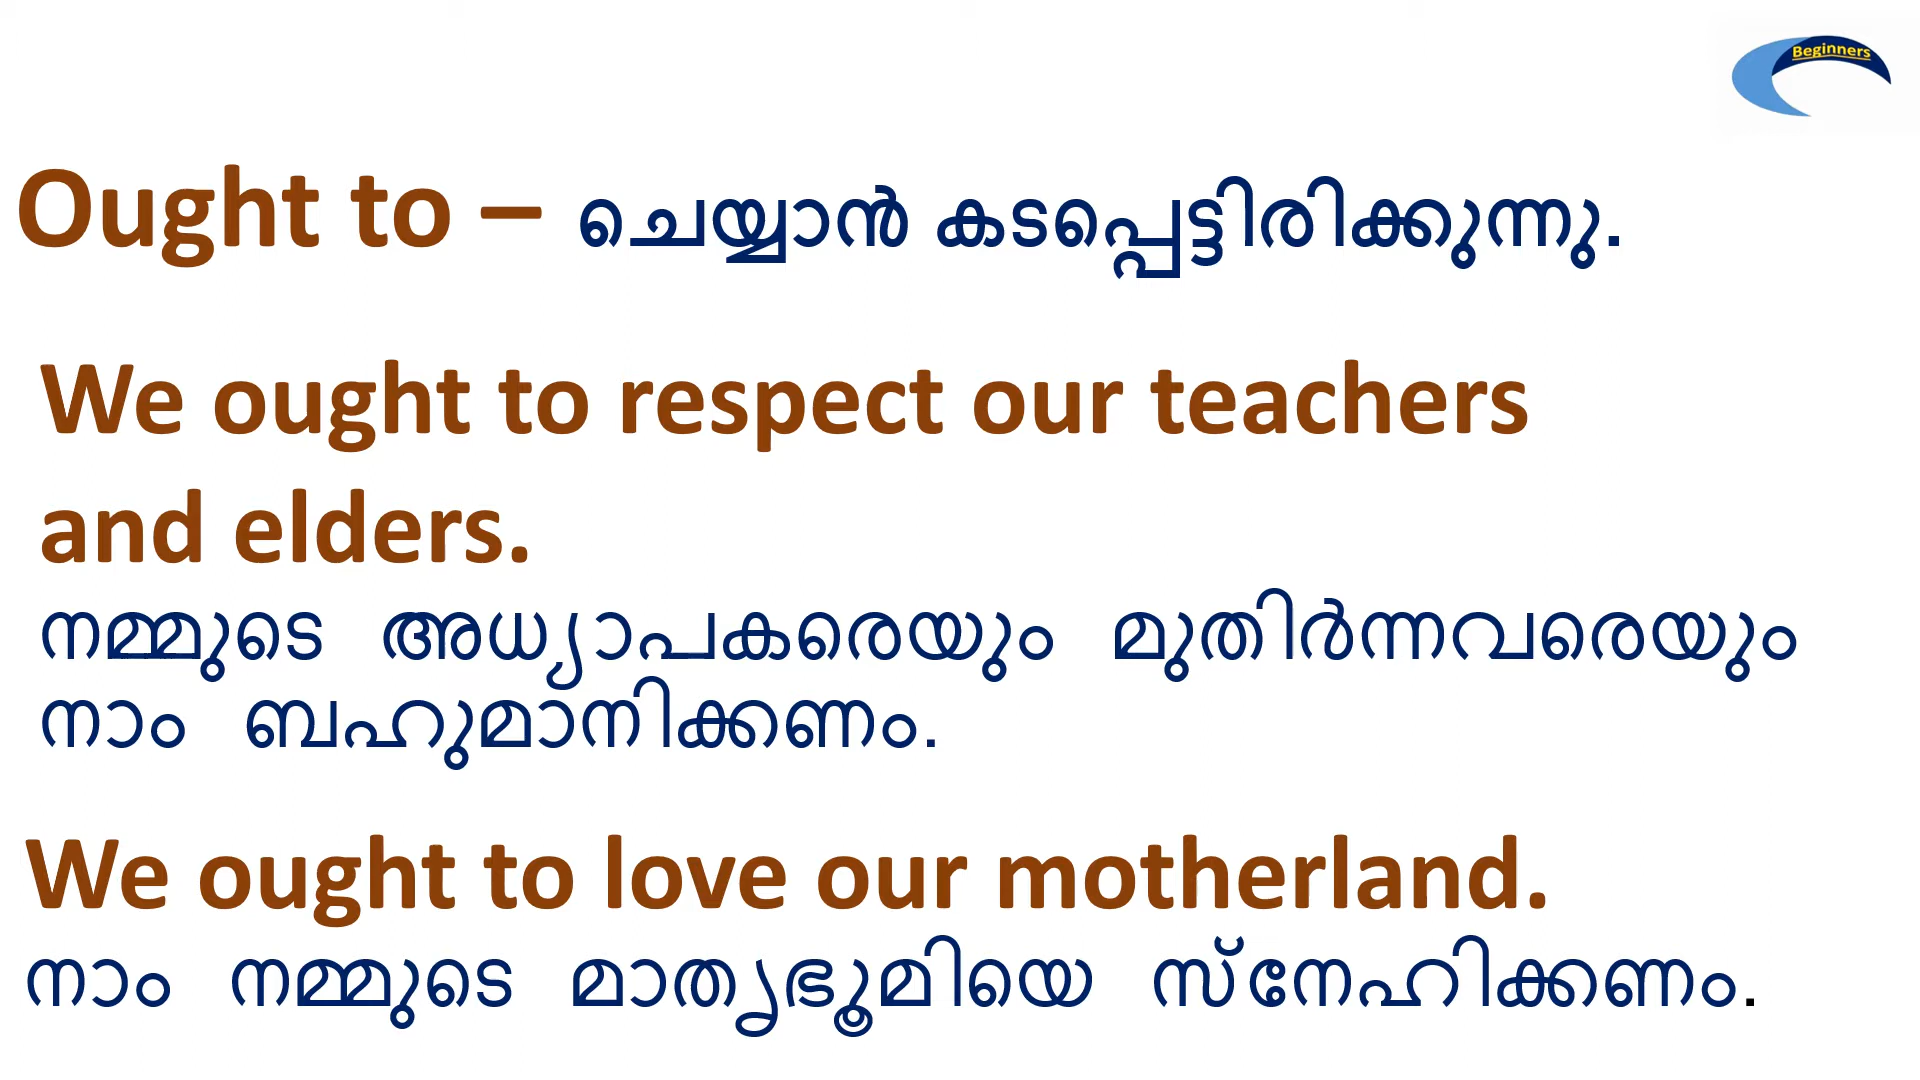 Beginners
Ought to – ചെയ്യാൻ കടപ്പെട്ടിരിക്കുന്നു.
We ought to respect our teachers
and elders.
നമ്മുടെ അധ്യാപകരെയും മുതിർന്നവരെയും
നാം ബഹുമാനിക്കണം.
We ought to love our motherland.
നാം നമ്മുടെ മാതൃഭൂമിയെ സ്നേഹിക്കണം.